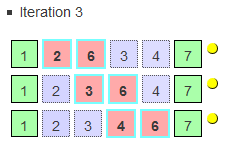 Iteration 3
1 2 6 3 4 7
1 2 3 6 4 7
1 2 3 4 6 7